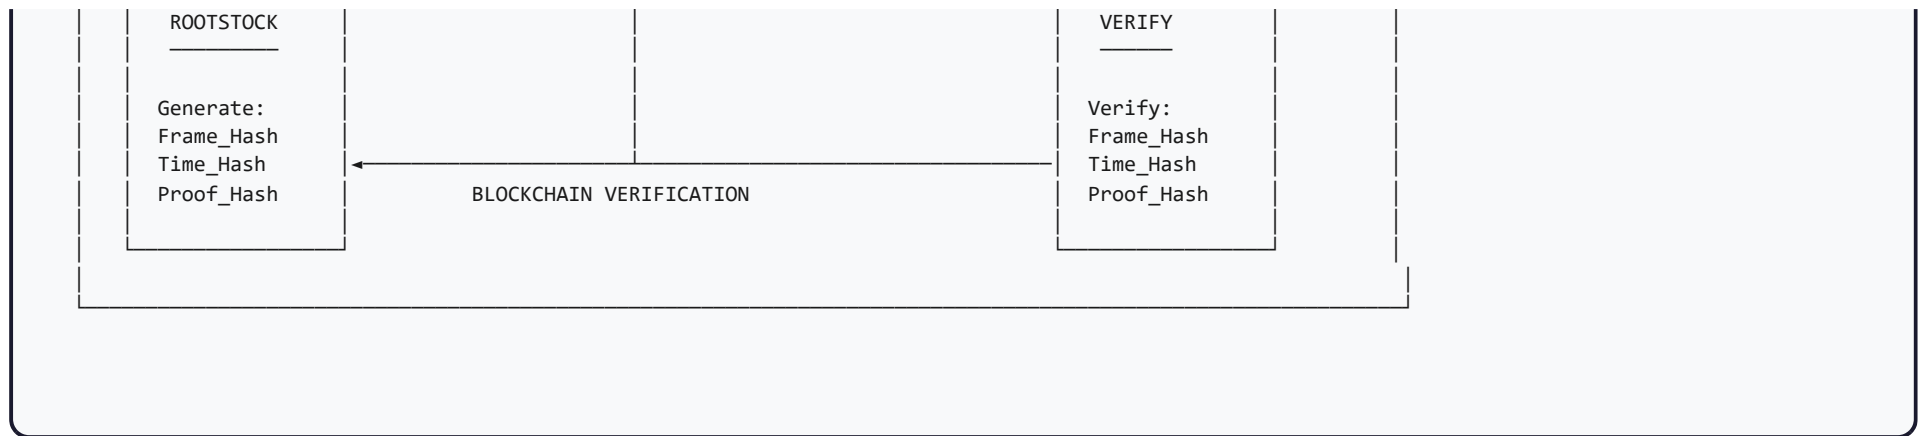 ROOTSTOCK
VERIFY
Generate:
Verify:
Frame_Hash
Frame_Hash
Time_Hash
Time_Hash
Proof_Hash
BLOCKCHAIN VERIFICATION
Proof_Hash